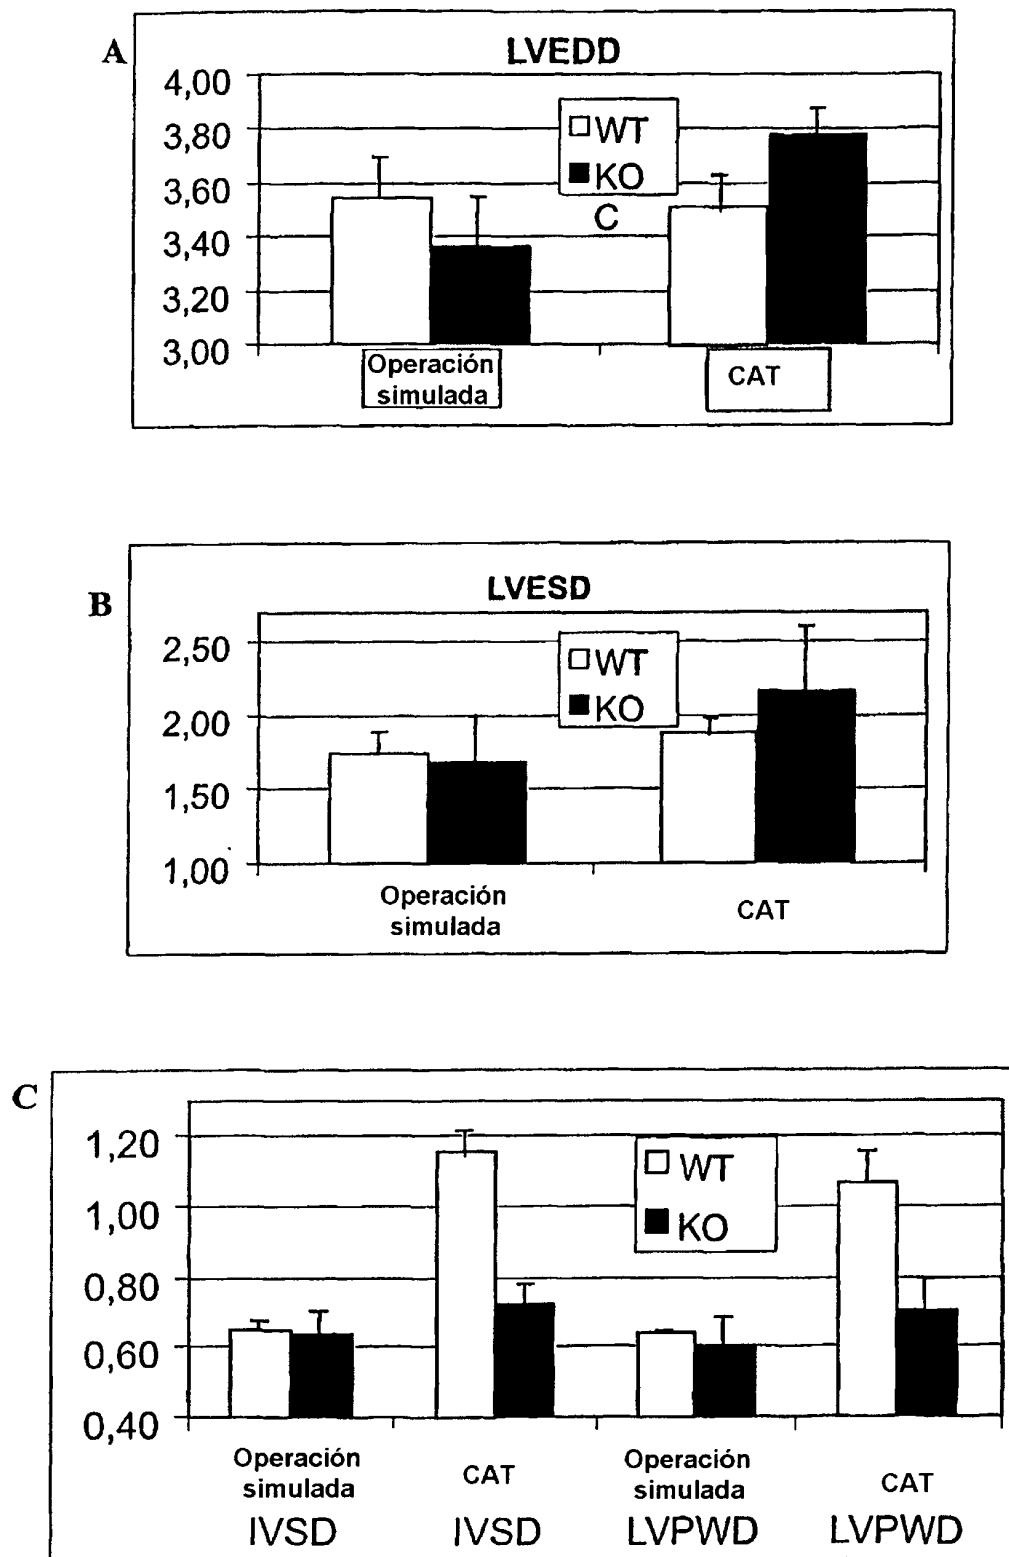 A
LVEDD
4,00
3,80
3,60
3,40
3,20
3,00
WT
KO
C
Operación
simulada
CAT
B
LVESD
2,50
2,00
1,50
1,00
WT
KO
Operación
simulada
CAT
C
1,20
1,00
0,80
0,60
0,40
WT
KO
Operación
simulada
IVSD
CAT
IVSD
Operación
simulada
LVPWD
CAT
LVPWD